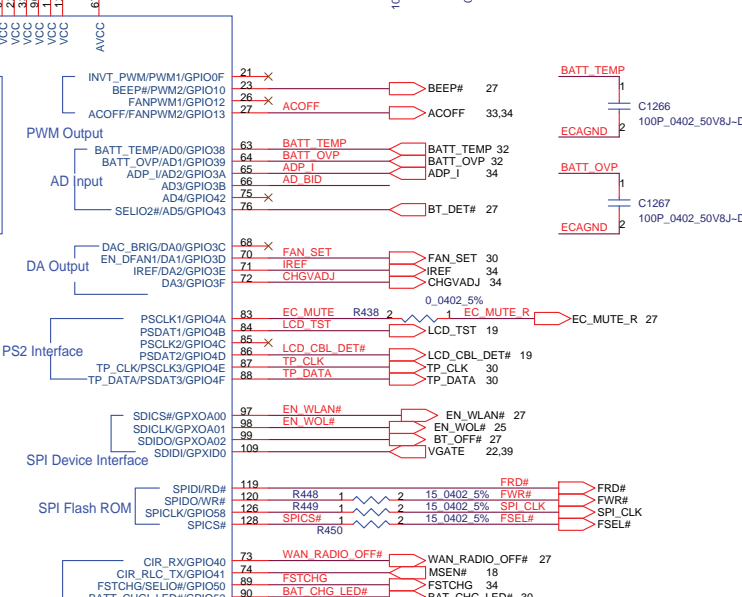 VCC VCC VCC VCC VCC VCC AVCC
INVT_PWM/PWM1/GPIO0F 21
BEEP#/PWM2/GPIO10 23 BEEP# 27
FANPWM1/GPIO12 26
ACOFF/FANPWM2/GPIO13 27 ACOFF ACOFF 33,34
PWM Output
BATT_TEMP/AD0/GPIO38 63 BATT_TEMP BATT_TEMP 32
BATT_OVP/AD1/GPIO39 64 BATT_OVP BATT_OVP 32
ADP_I/AD2/GPIO3A 65 ADP_I ADP_I 34
AD3/GPIO3B 66 AD_BID
AD4/GPIO42 75
SELIO2#/AD5/GPIO43 76 BT_DET# 27
AD Input
BATT_TEMP
1
C1266
100P_0402_50V8J~D
2
ECAGND
BATT_OVP
1
C1267
100P_0402_50V8J~D
2
ECAGND
DAC_BRIG/DA0/GPIO3C 68
EN_DFAN1/DA1/GPIO3D 70 FAN_SET FAN_SET 30
IREF/DA2/GPIO3E 71 IREF IREF 34
DA3/GPIO3F 72 CHGVADJ CHGVADJ 34
DA Output
0_0402_5%
PSCLK1/GPIO4A 83 EC_MUTE R438 2 1 EC_MUTE_R EC_MUTE_R 27
PSDAT1/GPIO4B 84 LCD_TST LCD_TST 19
PSCLK2/GPIO4C 85
PSDAT2/GPIO4D 86 LCD_CBL_DET# LCD_CBL_DET# 19
TP_CLK/PSCLK3/GPIO4E 87 TP_CLK TP_CLK 30
TP_DATA/PSDAT3/GPIO4F 88 TP_DATA TP_DATA 30
PS2 Interface
SDICS#/GPXOA00 97 EN_WLAN# EN_WLAN# 27
SDICLK/GPXOA01 98 EN_WOL# EN_WOL# 25
SDIDO/GPXOA02 99 BT_OFF# 27
SDIDI/GPXID0 109 VGATE 22,39
SPI Device Interface
SPIDI/RD# 119 FRD# FRD#
SPIDO/WR# 120 R448 1 2 15_0402_5% FWR# FWR#
SPICLK/GPIO58 126 R449 1 2 15_0402_5% SPI_CLK SPI_CLK
SPICS# 128 SPICS# 1 2 15_0402_5% FSEL# FSEL#
R450
SPI Flash ROM
CIR_RX/GPIO40 73 WAN_RADIO_OFF# WAN_RADIO_OFF# 27
CIR_RLC_TX/GPIO41 74 MSEN# 18
FSTCHG/SELIO#/GPIO50 89 FSTCHG FSTCHG 34
90 BAT_CHG_LED#